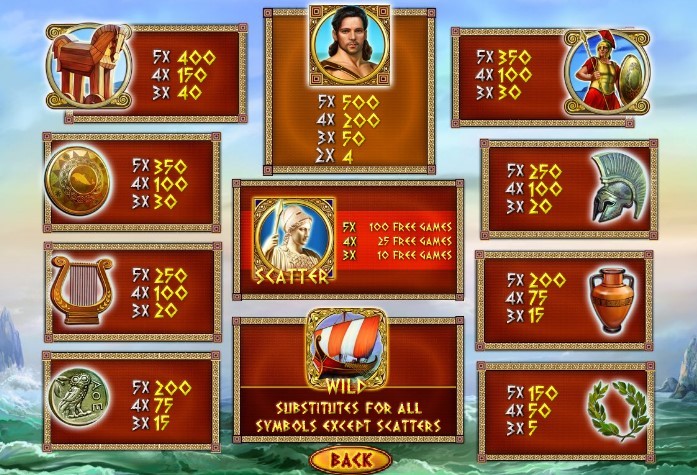 5X 400
4X 150
3X 40
5X 500
4X 200
3X 50
2X 4
5X 350
4X 100
3X 30
5X 350
4X 100
3X 30
5X 250
4X 100
3X 20
SCATTER
5X 100 FREE GAMES
4X 25 FREE GAMES
3X 10 FREE GAMES
5X 250
4X 100
3X 20
5X 200
4X 75
3X 15
WILD
SUBSTITUTES FOR ALL
SYMBOLS EXCEPT SCATTERS
5X 200
4X 75
3X 15
5X 150
4X 50
3X 5
BACK